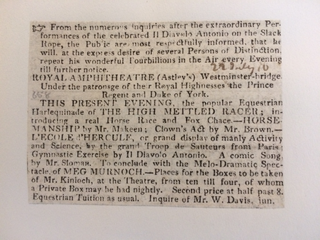 ☞ From the numerous inquiries after the extraordinary Per-
formances of the celebrated Il Diavolo Antonio on the Slack
Rope, the Public are most respectfully informed, that he
will, at the express desire of several Persons of Distinction,
repeat his wonderful Tourbillions in the Air every Evening
till further notice.
ROYAL AMPHITHEATRE (Astley's) Westminster-bridge
Under the patronage of their Royal Highnesses the Prince
Regent and Duke of York.
THIS PRESENT EVENING, the popular Equestrian
Harlequinade of THE HIGH METTLED RACER; in-
troducing a real Horse Race and Fox Chace.—HORSE
MANSHIP by Mr. Makeen; Clown's Act by Mr. Brown.—
L'ECOLE D'HERCULE, or grand display of manly Activity
and Science, by the grand Troop de Sauteurs from Paris;
Gymnastic Exercise by Il Diavolo Antonio. A Comic Song
by Mr. Sloman. To conclude with the Melo-Dramatic Spec-
tacle, of MEG MURNOCH.—Places for the Boxes to be taken
of Mr. Kinloch, at the Theatre, from ten till four, of whom
a Private Box may be had nightly. Second price at half past 8.
Equestrian Tuition as usual. Inquire of Mr. W. Davis, jun.